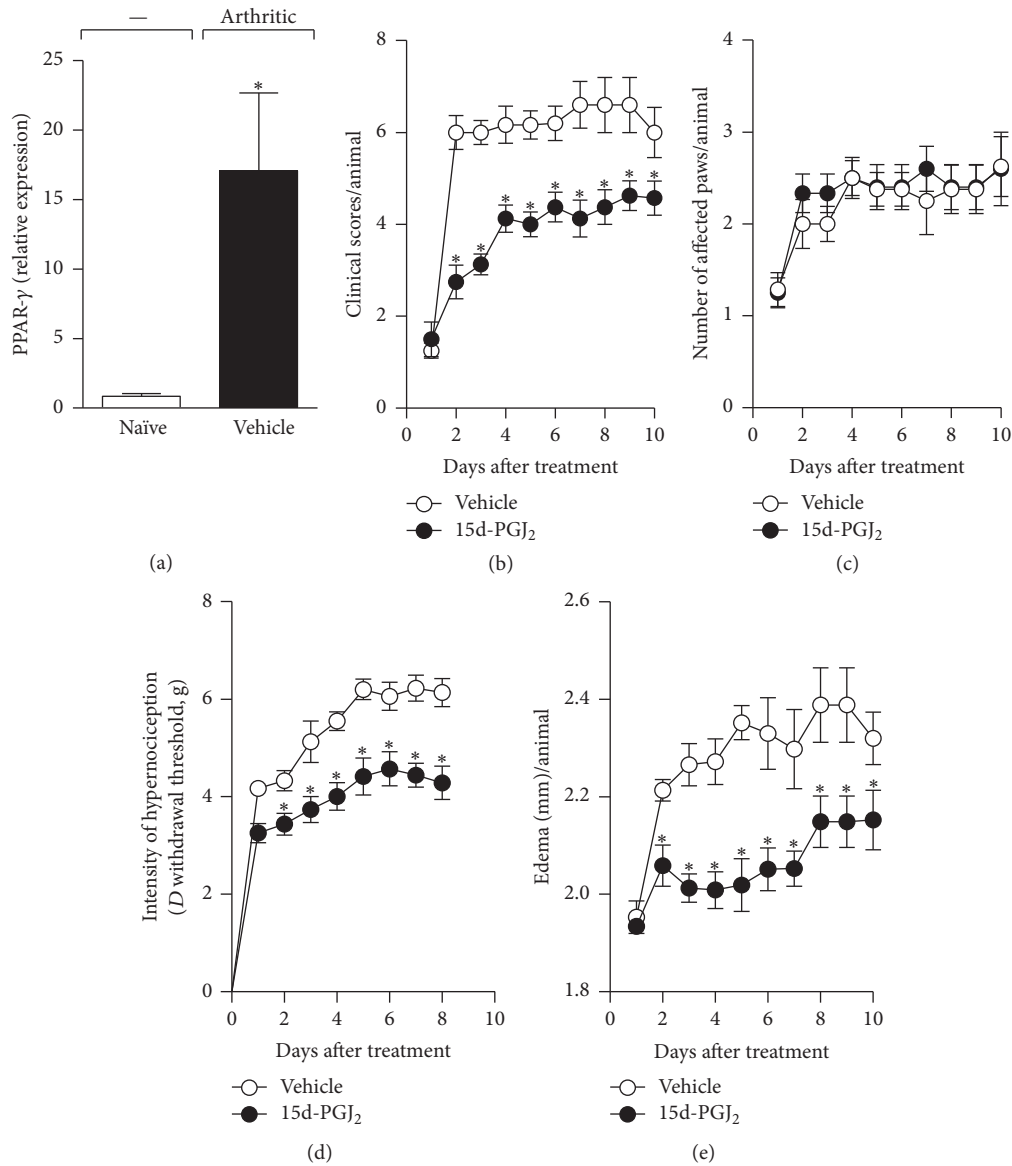 — Arthritic
25
20
15
10
5
0
PPAR-γ (relative expression)
*
Naïve Vehicle
(a)
8
6
4
2
0
Clinical scores/animal
* * * * * * * * *
0 2 4 6 8 10
Days after treatment
Vehicle
15d-PGJ₂
(b)
4
3
2
1
0
Number of affected paws/animal
0 2 4 6 8 10
Days after treatment
Vehicle
15d-PGJ₂
(c)
8
6
4
2
0
Intensity of hypernociception
(D withdrawal threshold, g)
* * * * * * *
0 2 4 6 8 10
Days after treatment
Vehicle
15d-PGJ₂
(d)
2.6
2.4
2.2
2.0
1.8
Edema (mm)/animal
* * * * * * * * *
0 2 4 6 8 10
Days after treatment
Vehicle
15d-PGJ₂
(e)